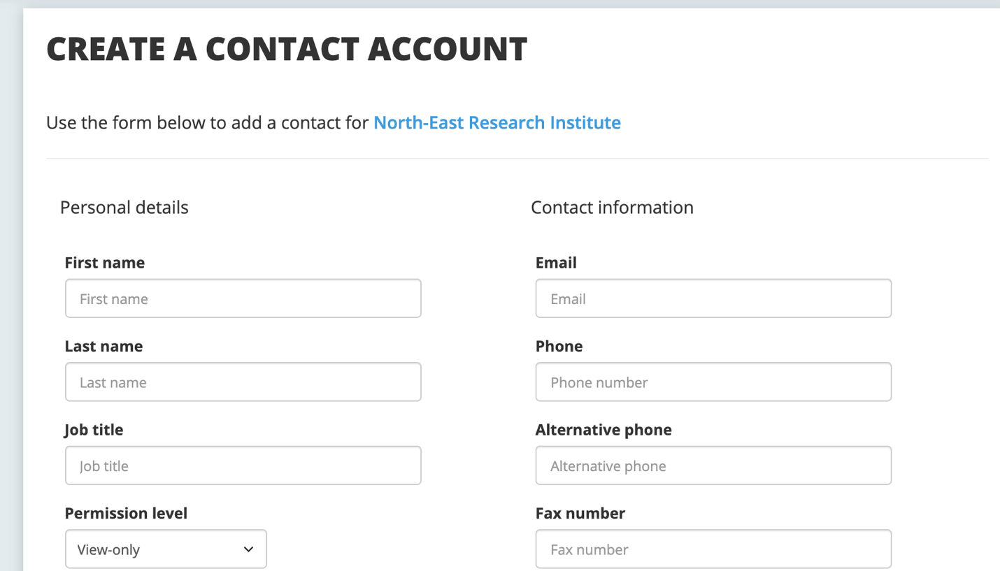 CREATE A CONTACT ACCOUNT
Use the form below to add a contact for North-East Research Institute
Personal details
First name
First name
Last name
Last name
Job title
Job title
Permission level
View-only
Contact information
Email
Email
Phone
Phone number
Alternative phone
Alternative phone
Fax number
Fax number